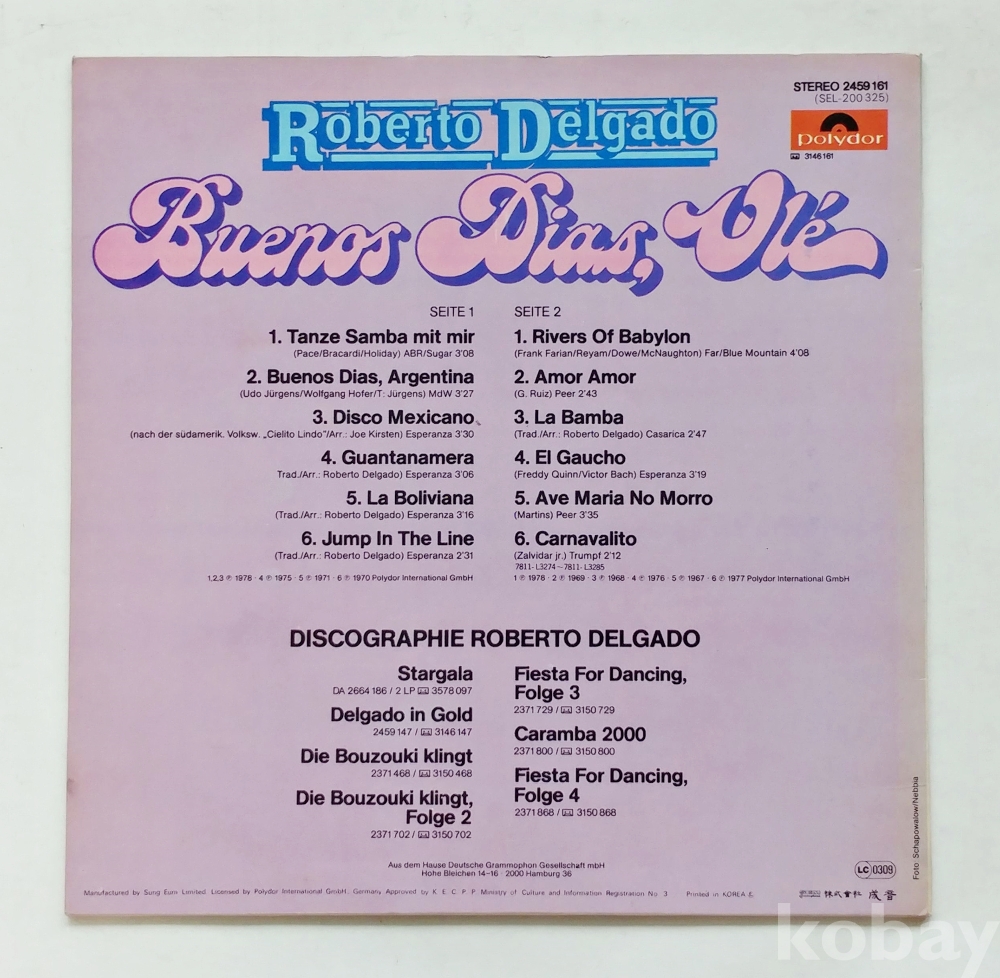 STEREO 2459 161
(SEL-200 325)
polydor
3146161
Roberto Delgado
Buenos Dias, Olé
SEITE 1
1. Tanze Samba mit mir
(Pace/Bracardi/Holiday) ABR/Sugar 3'08
2. Buenos Dias, Argentina
(Udo Jürgens/Wolfgang Hofer/T: Jürgens) MdW 3'27
3. Disco Mexicano
(nach der südamerik. Volksw. „Cielito Lindo"/Arr.: Joe Kirsten) Esperanza 3'30
4. Guantanamera
Trad./Arr.: Roberto Delgado) Esperanza 3'06
5. La Boliviana
(Trad./Arr.: Roberto Delgado) Esperanza 3'16
6. Jump In The Line
(Trad./Arr.: Roberto Delgado) Esperanza 2'31
1,2,3 ℗ 1978 · 4 ℗ 1975 · 5 ℗ 1971 · 6 ℗ 1970 Polydor International GmbH
SEITE 2
1. Rivers Of Babylon
(Frank Farian/Reyam/Dowe/McNaughton) Far/Blue Mountain 4'08
2. Amor Amor
(G. Ruiz) Peer 2'43
3. La Bamba
(Trad./Arr.: Roberto Delgado) Casarica 2'47
4. El Gaucho
(Freddy Quinn/Victor Bach) Esperanza 3'19
5. Ave Maria No Morro
(Martins) Peer 3'35
6. Carnavalito
(Zalvidar jr.) Trumpf 2'12
7811-L3274~7811-L3285
1 ℗ 1978 · 2 ℗ 1969 · 3 ℗ 1968 · 4 ℗ 1976 · 5 ℗ 1967 · 6 ℗ 1977 Polydor International GmbH
DISCOGRAPHIE ROBERTO DELGADO
Stargala
DA 2664 186 / 2 LP 3578 097
Delgado in Gold
2459 147 / 3146 147
Die Bouzouki klingt
2371 468 / 3150 468
Die Bouzouki klingt,
Folge 2
2371 702 / 3150 702
Fiesta For Dancing,
Folge 3
2371 729 / 3150 729
Caramba 2000
2371 800 / 3150 800
Fiesta For Dancing,
Folge 4
2371 868 / 3150 868
Foto Schapowalow/Nebbia
Aus dem Hause Deutsche Grammophon Gesellschaft mbH
Hohe Bleichen 14-16 · 2000 Hamburg 36
LC 0309
Manufactured by Sung Eum Limited Licensed by Polydor International GmbH. Germany Approved by K. E. C. P. P. Ministry of Culture and Information Registration No. 3 Printed in KOREA
株式會社 成音
kobay